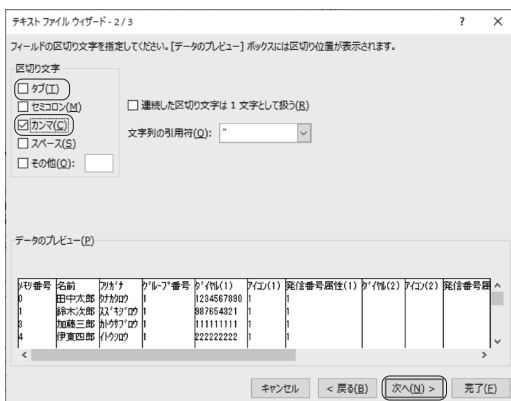 テキスト ファイル ウィザード - 2 / 3
フィールドの区切り文字を指定してください。[データのプレビュー] ボックスには区切り位置が表示されます。
区切り文字
タブ(T)
セミコロン(M)
カンマ(C)
スペース(S)
その他(O):
連続した区切り文字は 1 文字として扱う(R)
文字列の引用符(Q): "
データのプレビュー(P)
ﾒﾓﾘ番号 名前 ﾌﾘｶﾞﾅ ｸﾞﾙｰﾌﾟ番号 ﾀﾞｲﾔﾙ(1) ｱｲｺﾝ(1) 発信番号属性(1) ﾀﾞｲﾔﾙ(2) ｱｲｺﾝ(2) 発信番号属
0 田中太郎 ﾀﾅｶﾀﾛｳ 1 1234567890 1 1
1 鈴木次郎 ｽｽﾞｷｼﾞﾛｳ 1 987654321 1 1
3 加藤三郎 ｶﾄｳｻﾌﾞﾛｳ 1 111111111 1 1
4 伊東四郎 ｲﾄｳｼﾛｳ 1 222222222 1 1
キャンセル < 戻る(B) 次へ(N) > 完了(F)